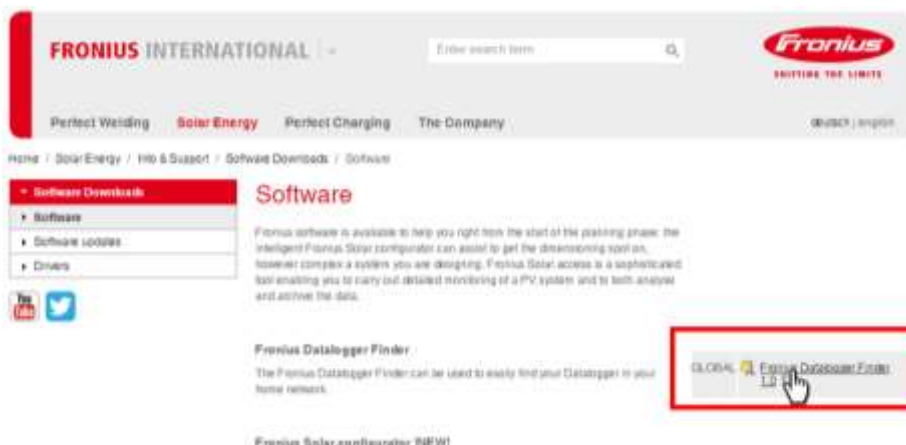 FRONIUS INTERNATIONAL
Enter search term
Fronius
SHIFTING THE LIMITS
Perfect Welding Solar Energy Perfect Charging The Company
DEUTSCH | english
Home / Solar Energy / Info & Support / Software Downloads / Software
Software Downloads
Software
Software updates
Drivers
You Tube
Software
Fronius software is available to help you right from the start of the planning phase: the
intelligent Fronius Solar configurator can assist to get the dimensioning spot on,
however complex a system you are designing. Fronius Solar access is a sophisticated
tool enabling you to carry out detailed monitoring of a PV system and to both analyse
and archive the data.
Fronius Datalogger Finder
The Fronius Datalogger Finder can be used to easily find your Datalogger in your
home network.
GLOBAL Fronius Datalogger Finder
1.0
Fronius Solar configurator !NEW!